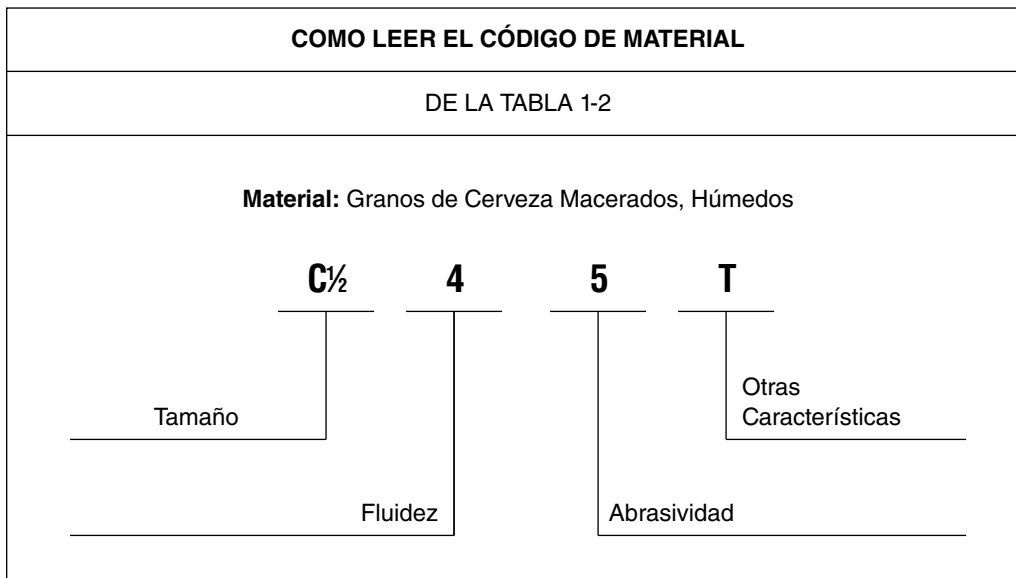 COMO LEER EL CÓDIGO DE MATERIAL
DE LA TABLA 1-2
Material: Granos de Cerveza Macerados, Húmedos
C½ 4 5 T
Otras
Tamaño Características
Fluidez Abrasividad